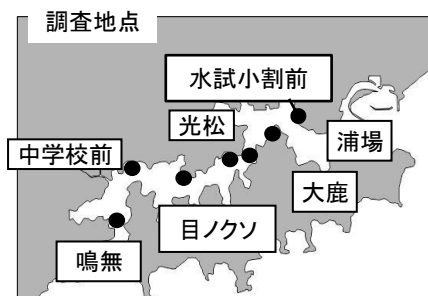 調査地点
水試小割前
光松
浦場
中学校前
大鹿
目ノクソ
鳴無